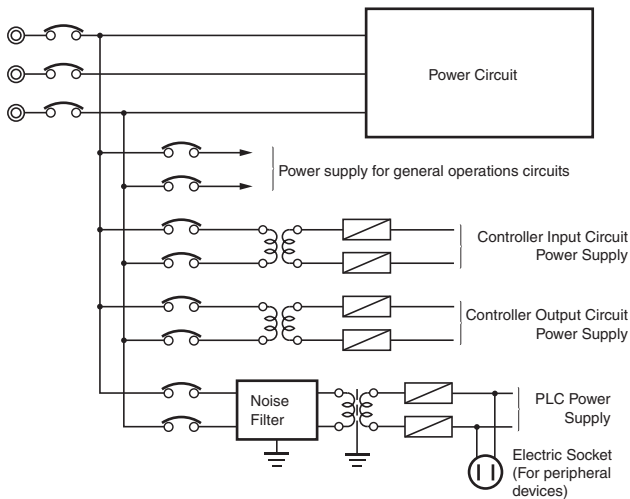 Power Circuit
Power supply for general operations circuits
Controller Input Circuit
Power Supply
Controller Output Circuit
Power Supply
Noise
Filter
PLC Power
Supply
Electric Socket
(For peripheral
devices)